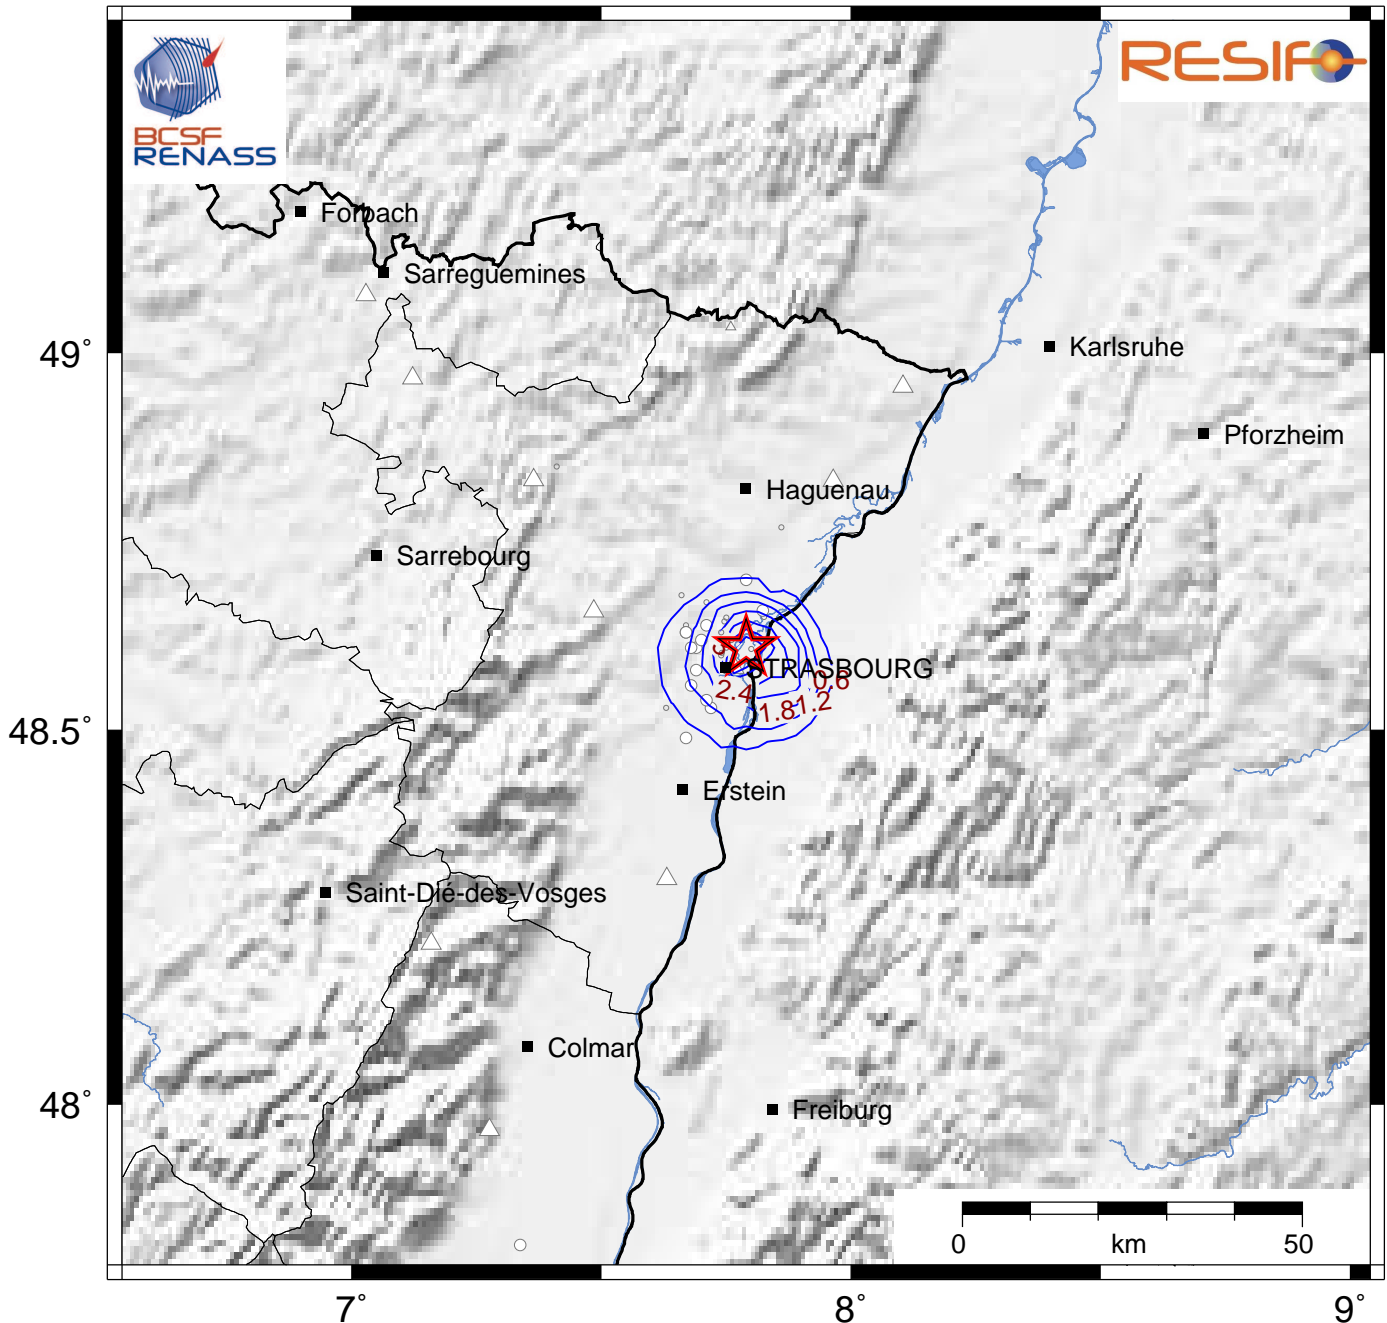 BCSF
RENASS
RESIF
Forbach
Sarreguemines
49°
Karlsruhe
Pforzheim
Haguenau
Sarrebourg
3
STRASBOURG
2.4
0.6
1.8
1.2
48.5°
Erstein
Saint-Dié-des-Vosges
Colmar
48°
Freiburg
0
km
50
7°
8°
9°